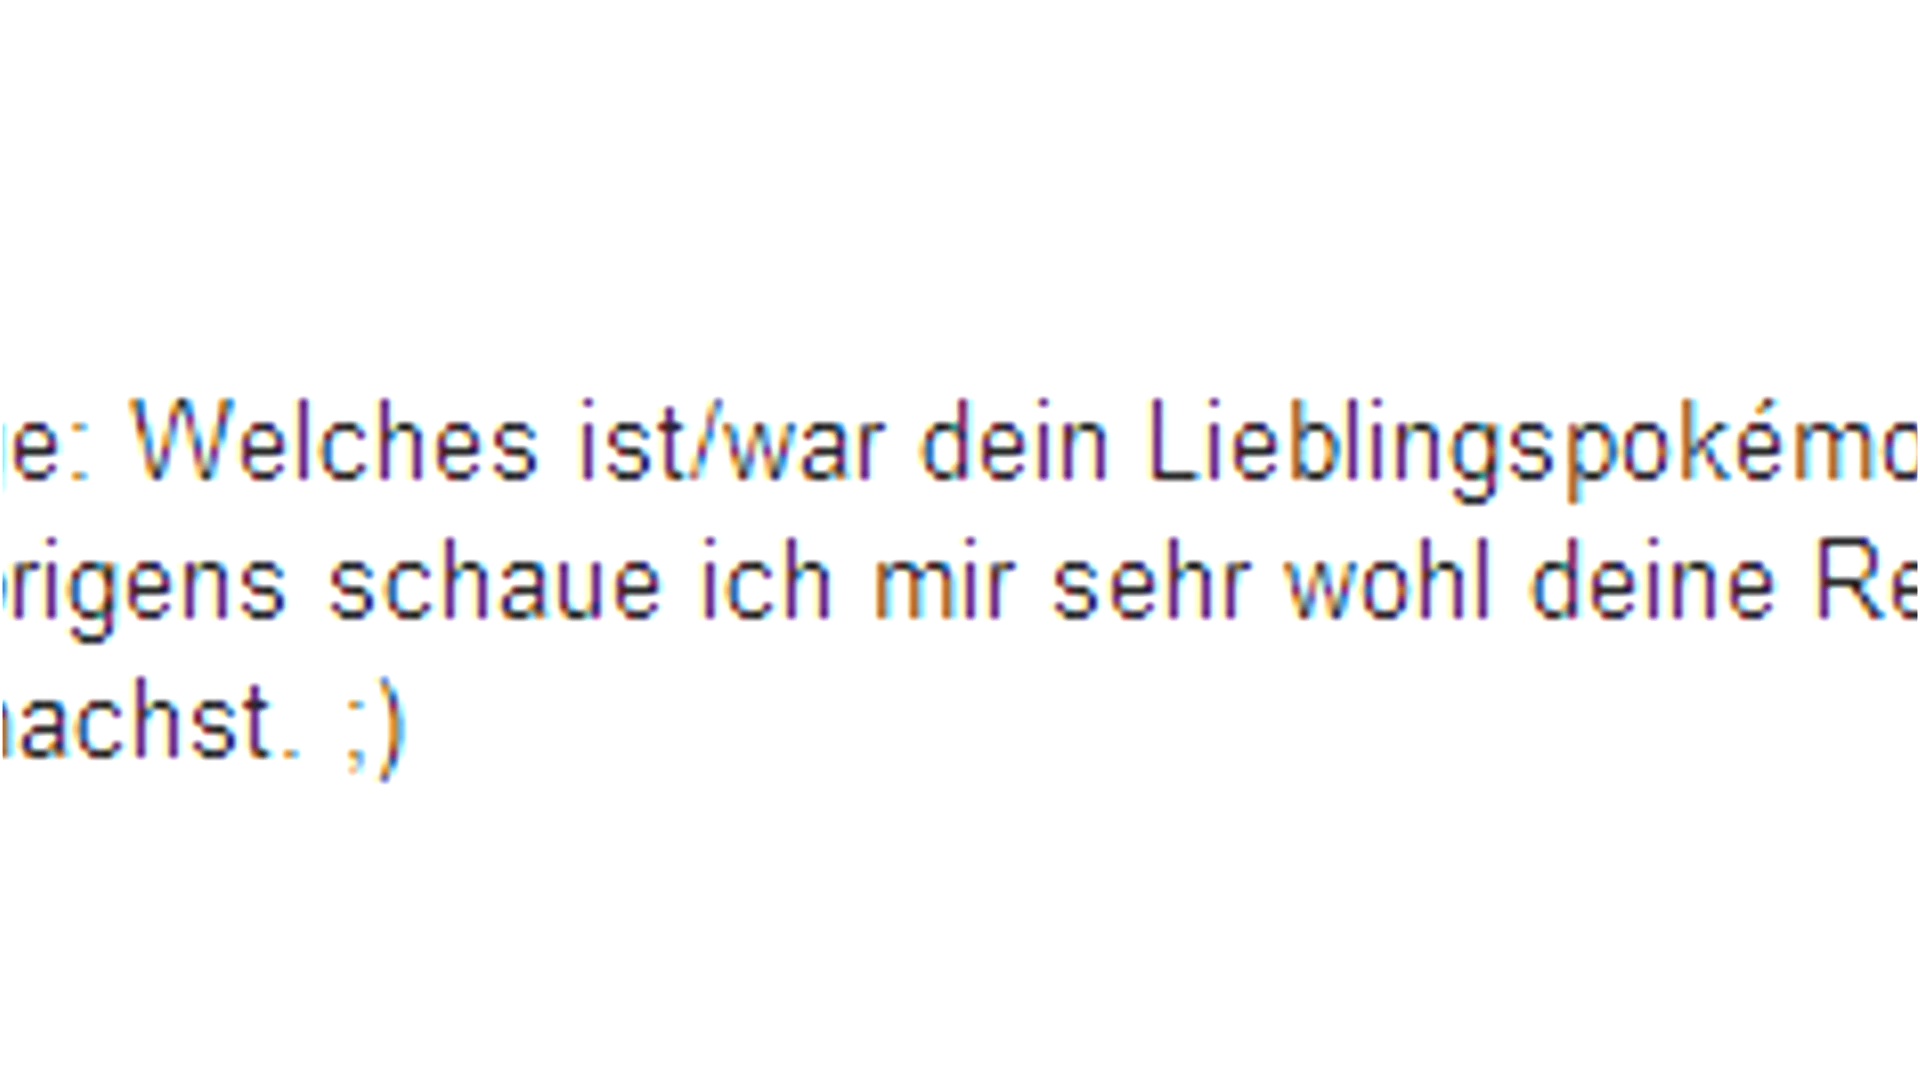 e: Welches ist/war dein Lieblingspokémo
rigens schaue ich mir sehr wohl deine Re
achst. ;)